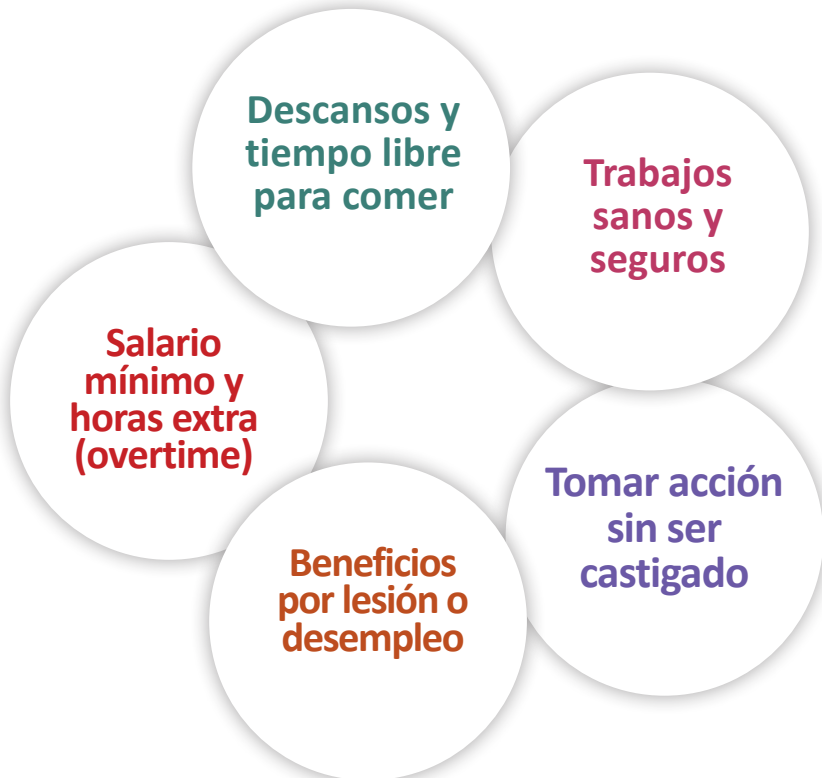 Descansos y
tiempo libre
para comer
Trabajos
sanos y
seguros
Salario
mínimo y
horas extra
(overtime)
Tomar acción
sin ser
castigado
Beneficios
por lesión o
desempleo